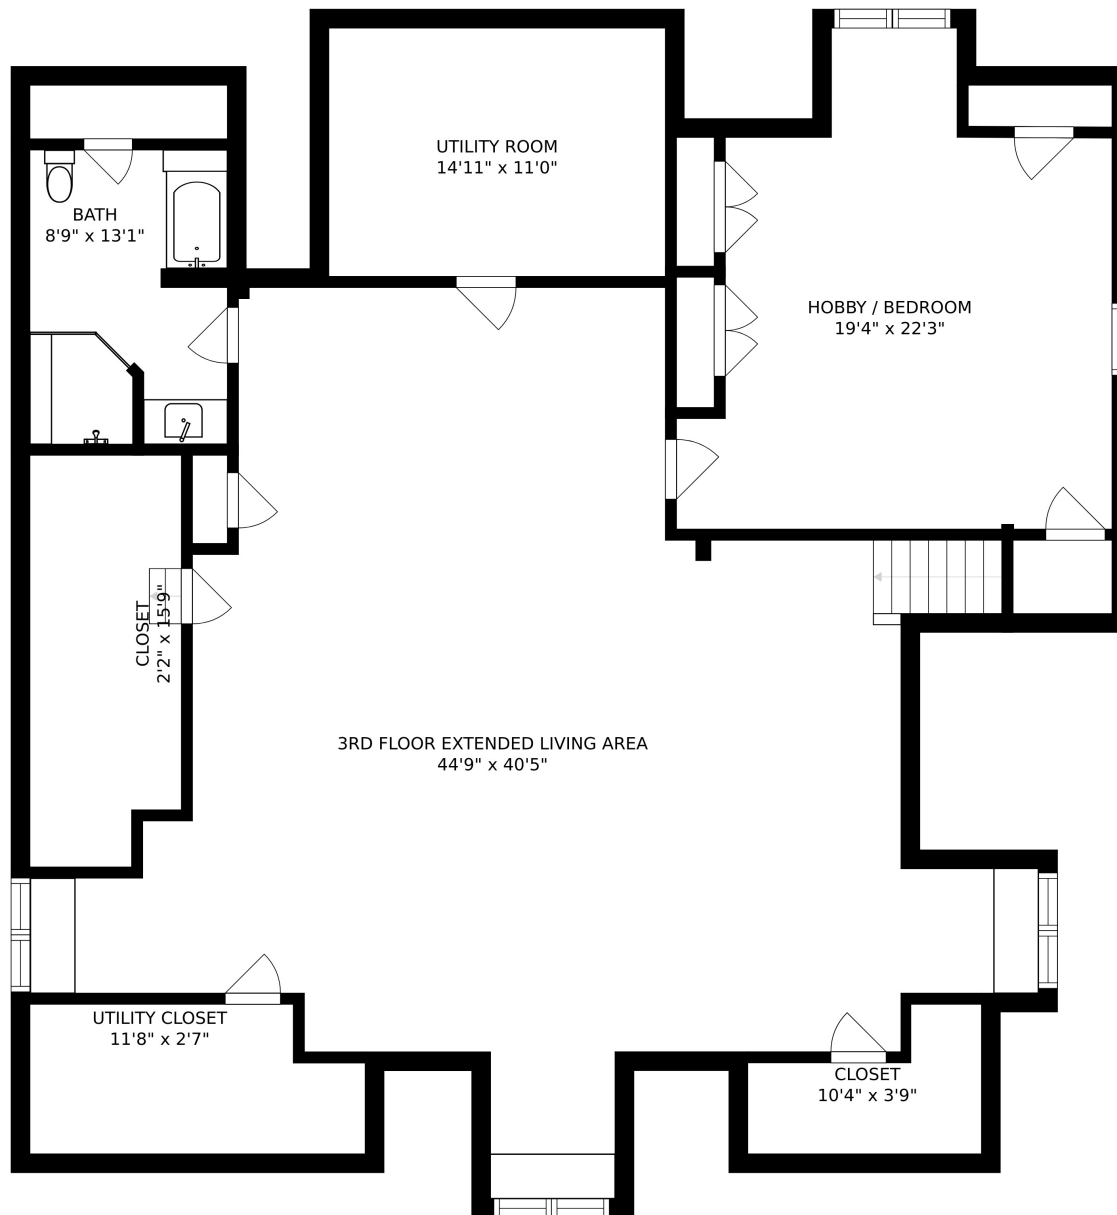 UTILITY ROOM
14'11" x 11'0"
BATH
8'9" x 13'1"
HOBBY / BEDROOM
19'4" x 22'3"
CLOSET
2'2" x 15'9"
3RD FLOOR EXTENDED LIVING AREA
44'9" x 40'5"
UTILITY CLOSET
11'8" x 2'7"
CLOSET
10'4" x 3'9"